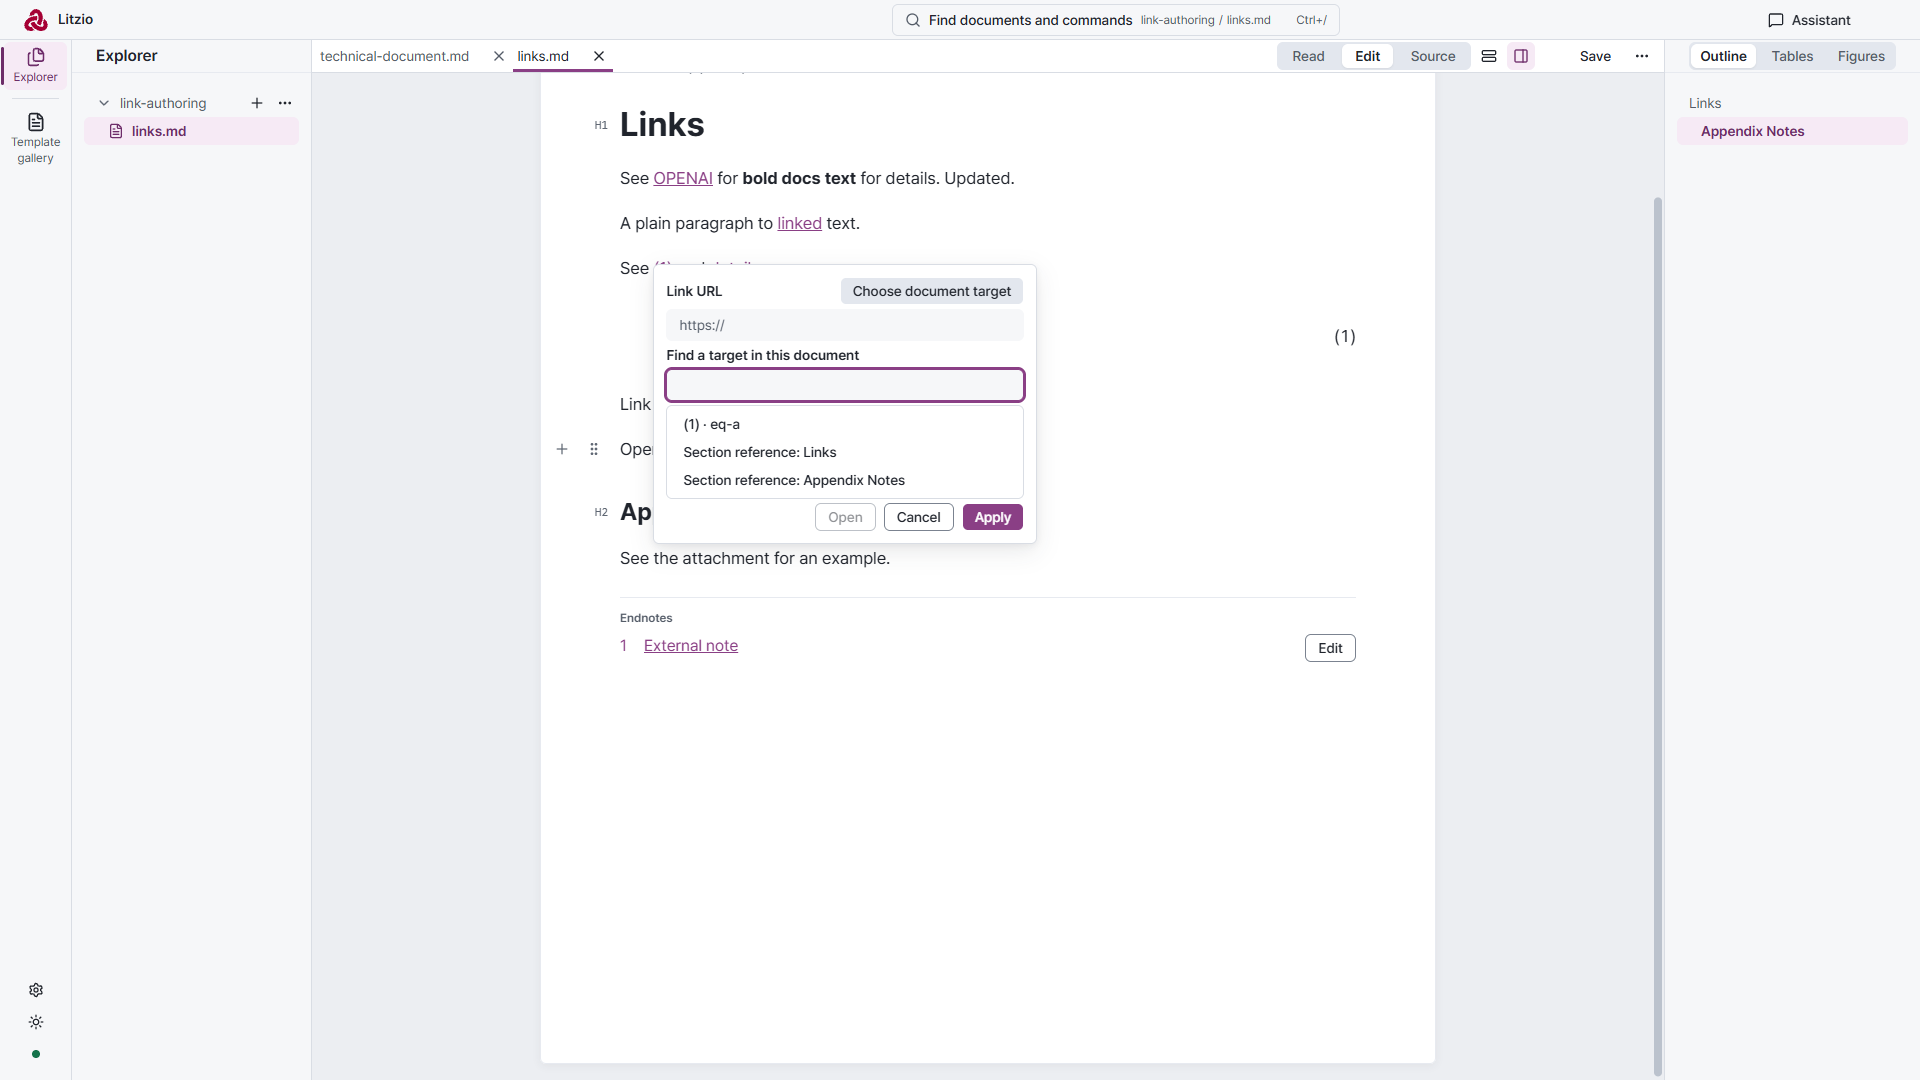 Litzio
Find documents and commands link-authoring / links.md Ctrl+/
Assistant
Explorer
Template
gallery
Explorer
link-authoring
links.md
technical-document.md
links.md
Read
Edit
Source
Save
Outline
Tables
Figures
Links
Appendix Notes
H1 Links
See OPENAI for bold docs text for details. Updated.
A plain paragraph to linked text.
See
(1)
Link
Link URL
Choose document target
https://
Find a target in this document
(1) · eq-a
Section reference: Links
Section reference: Appendix Notes
Open
Cancel
Apply
H2
See the attachment for an example.
Endnotes
1 External note
Edit